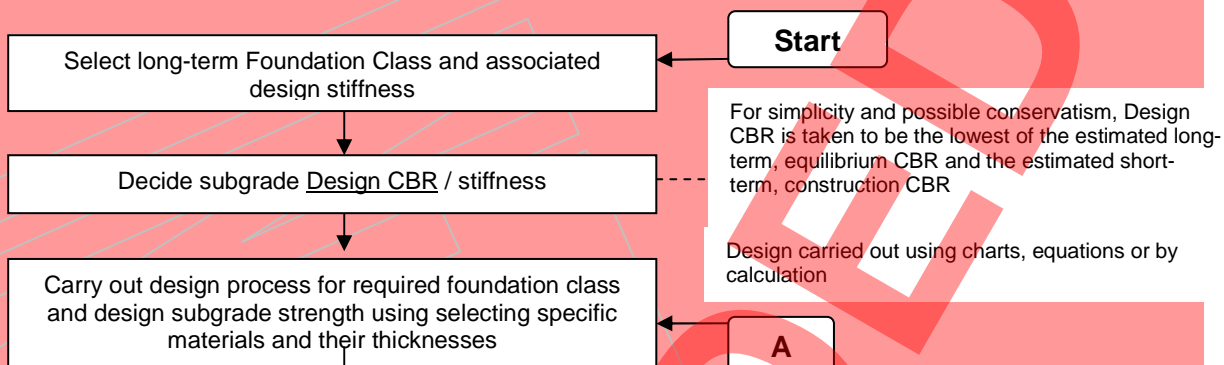 Start
Select long-term Foundation Class and associated
design stiffness
For simplicity and possible conservatism, Design
CBR is taken to be the lowest of the estimated long-
term, equilibrium CBR and the estimated short-
term, construction CBR
Decide subgrade Design CBR / stiffness
Design carried out using charts, equations or by
calculation
Carry out design process for required foundation class
and design subgrade strength using selecting specific
materials and their thicknesses
A